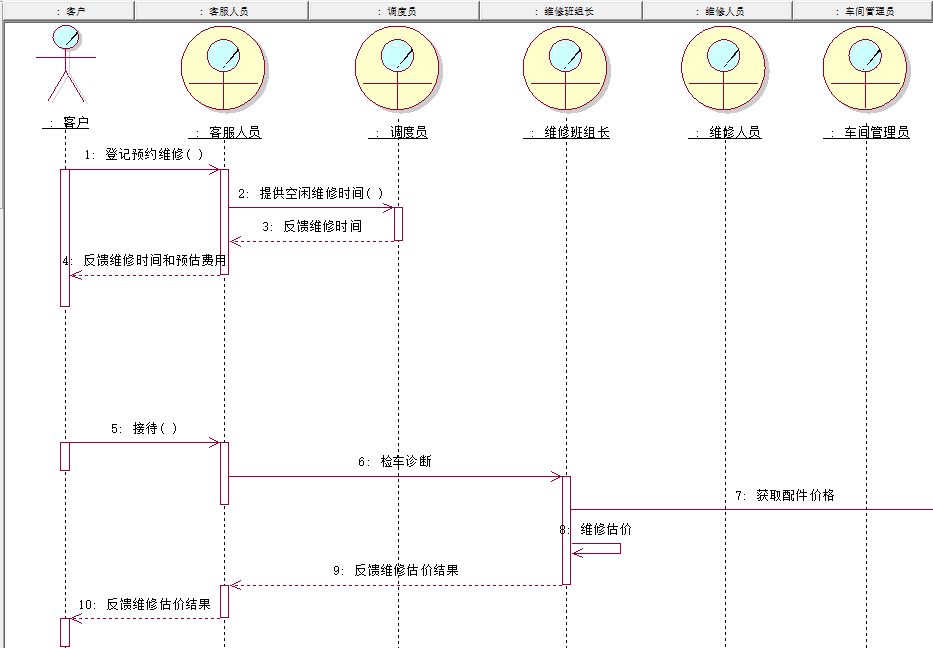 : 客户
: 客服人员
: 调度员
: 维修班组长
: 维修人员
: 车间管理员
: 客户
: 客服人员
: 调度员
: 维修班组长
: 维修人员
: 车间管理员
1: 登记预约维修( )
2: 提供空闲维修时间( )
3: 反馈维修时间
4: 反馈维修时间和预估费用
5: 接待( )
6: 检车诊断
7: 获取配件价格
8: 维修估价
9: 反馈维修估价结果
10: 反馈维修估价结果